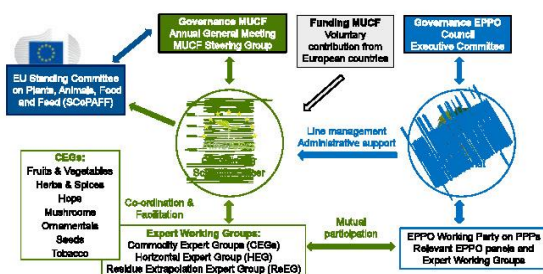 Governance MUCF
Annual General Meeting
MUCF Steering Group
Funding MUCF
Voluntary
contribution from
European countries
Governance EPPO
Council
Executive Committee
EU Standing Committee
on Plants, Animals, Food
and Feed (SCoPAFF)
Line management
Administrative support
CEGs:
Fruits & Vegetables
Herbs & Spices
Hops
Mushrooms
Ornamentals
Seeds
Tobacco
Co-ordination &
Facilitation
Expert Working Groups:
Commodity Expert Groups (CEGs)
Horizontal Expert Group (HEG)
Residue Extrapolation Expert Group (ReEG)
Mutual
participation
EPPO Working Party on PPPs
Relevant EPPO panels and
Expert Working Groups